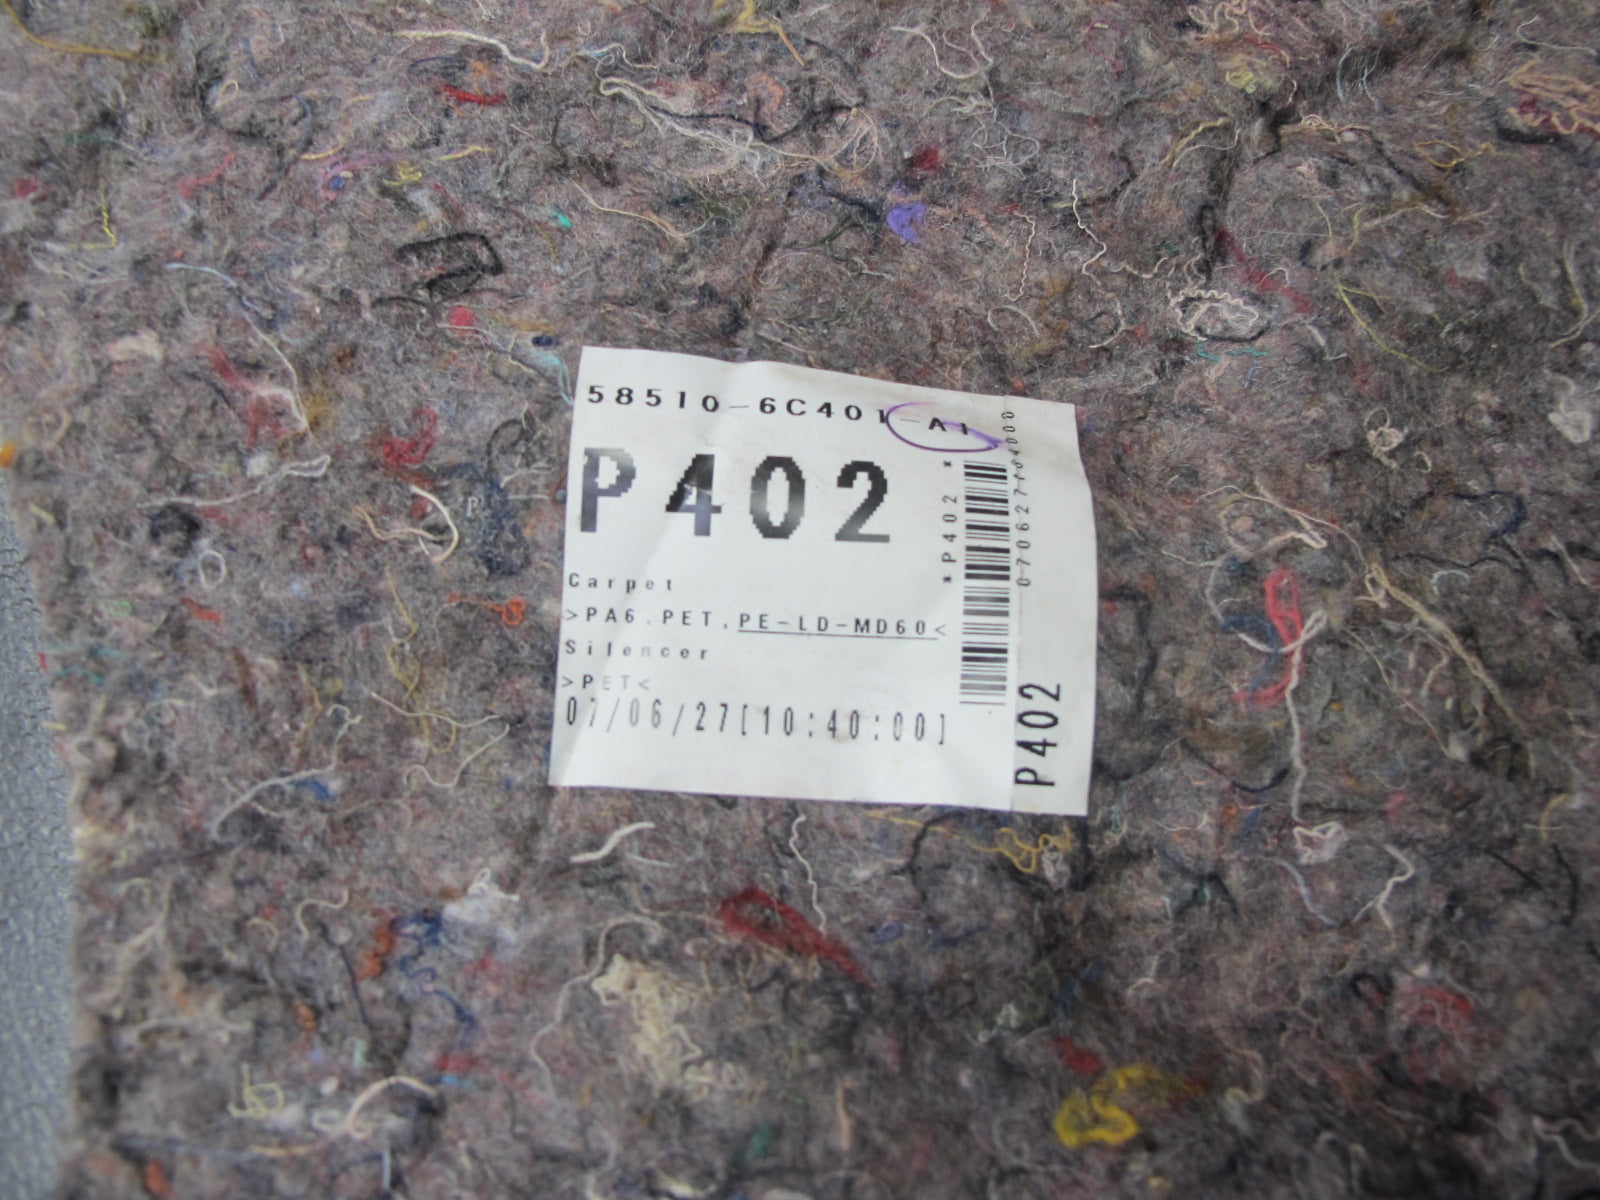 58510-6C401-A1
P402
Carpet
>PA6,PET,PE-LD-MD60<
Silencer
>PET<
07/06/27[10:40:00]
*P402 *
070627104000
P402